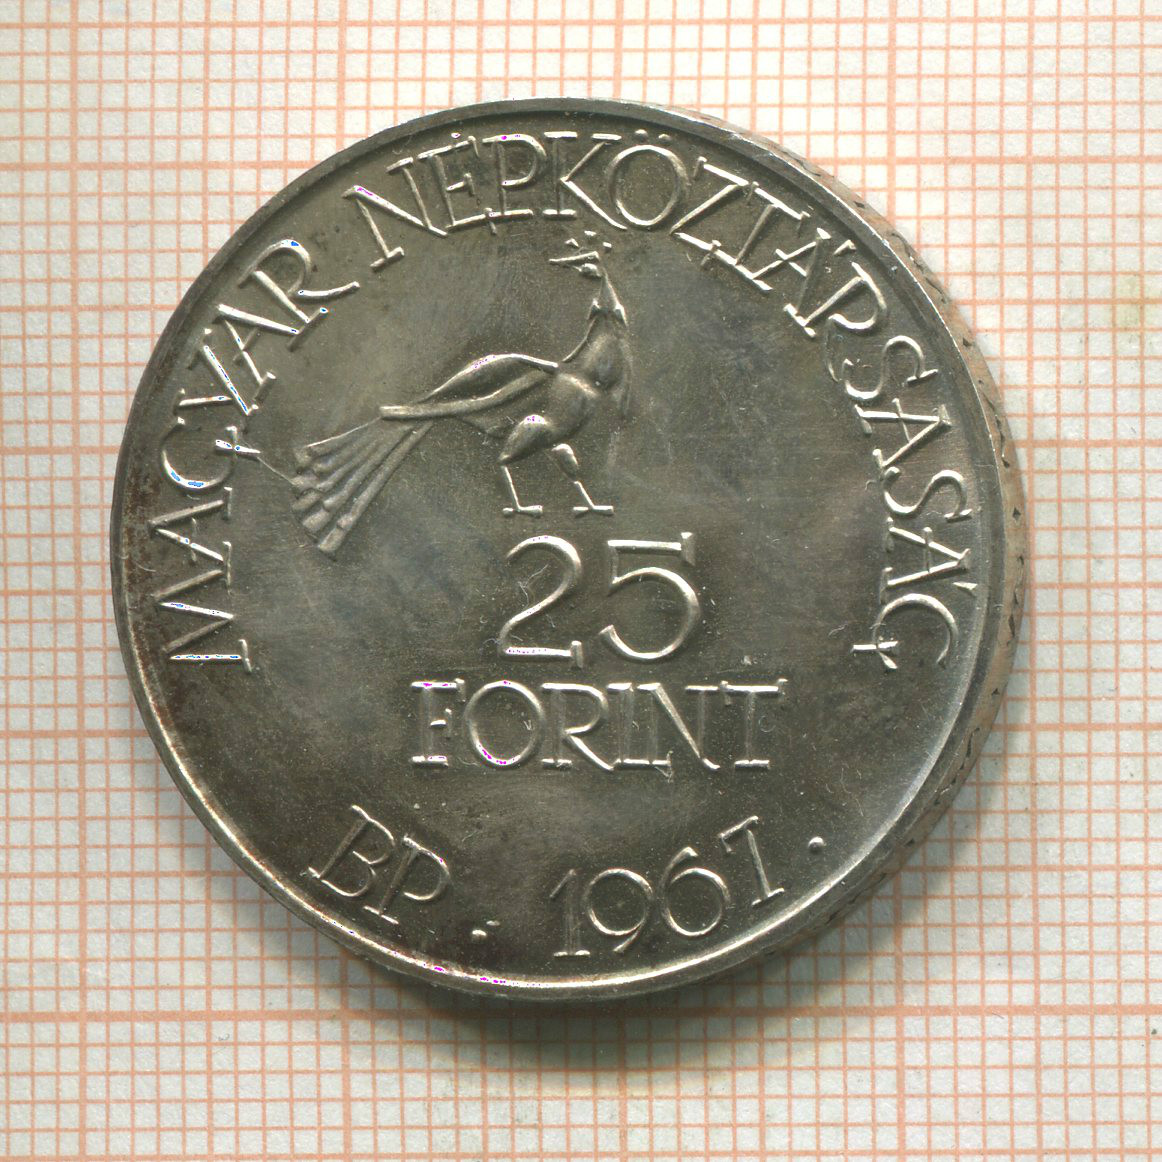 MAGYAR NÉPKÖZTÁRSASÁG
25
FORINT
BP. 1967.